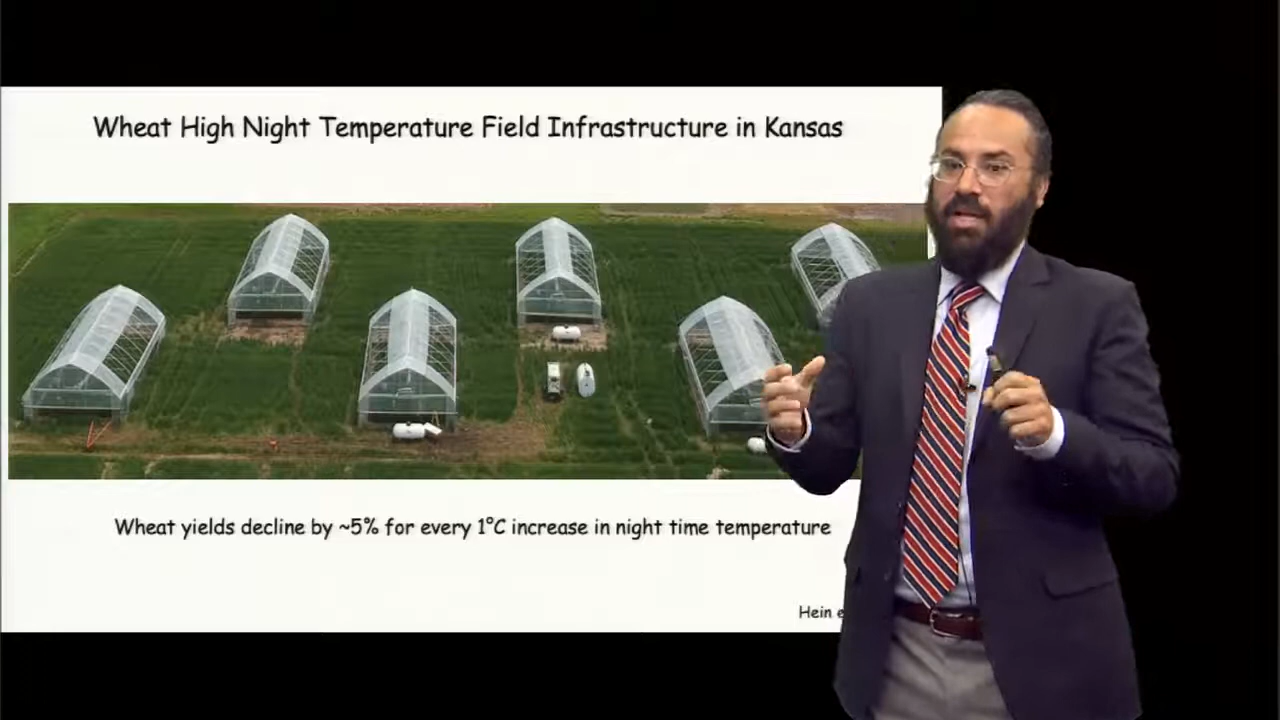 Wheat High Night Temperature Field Infrastructure in Kansas
Wheat yields decline by ~5% for every 1°C increase in night time temperature
Hein